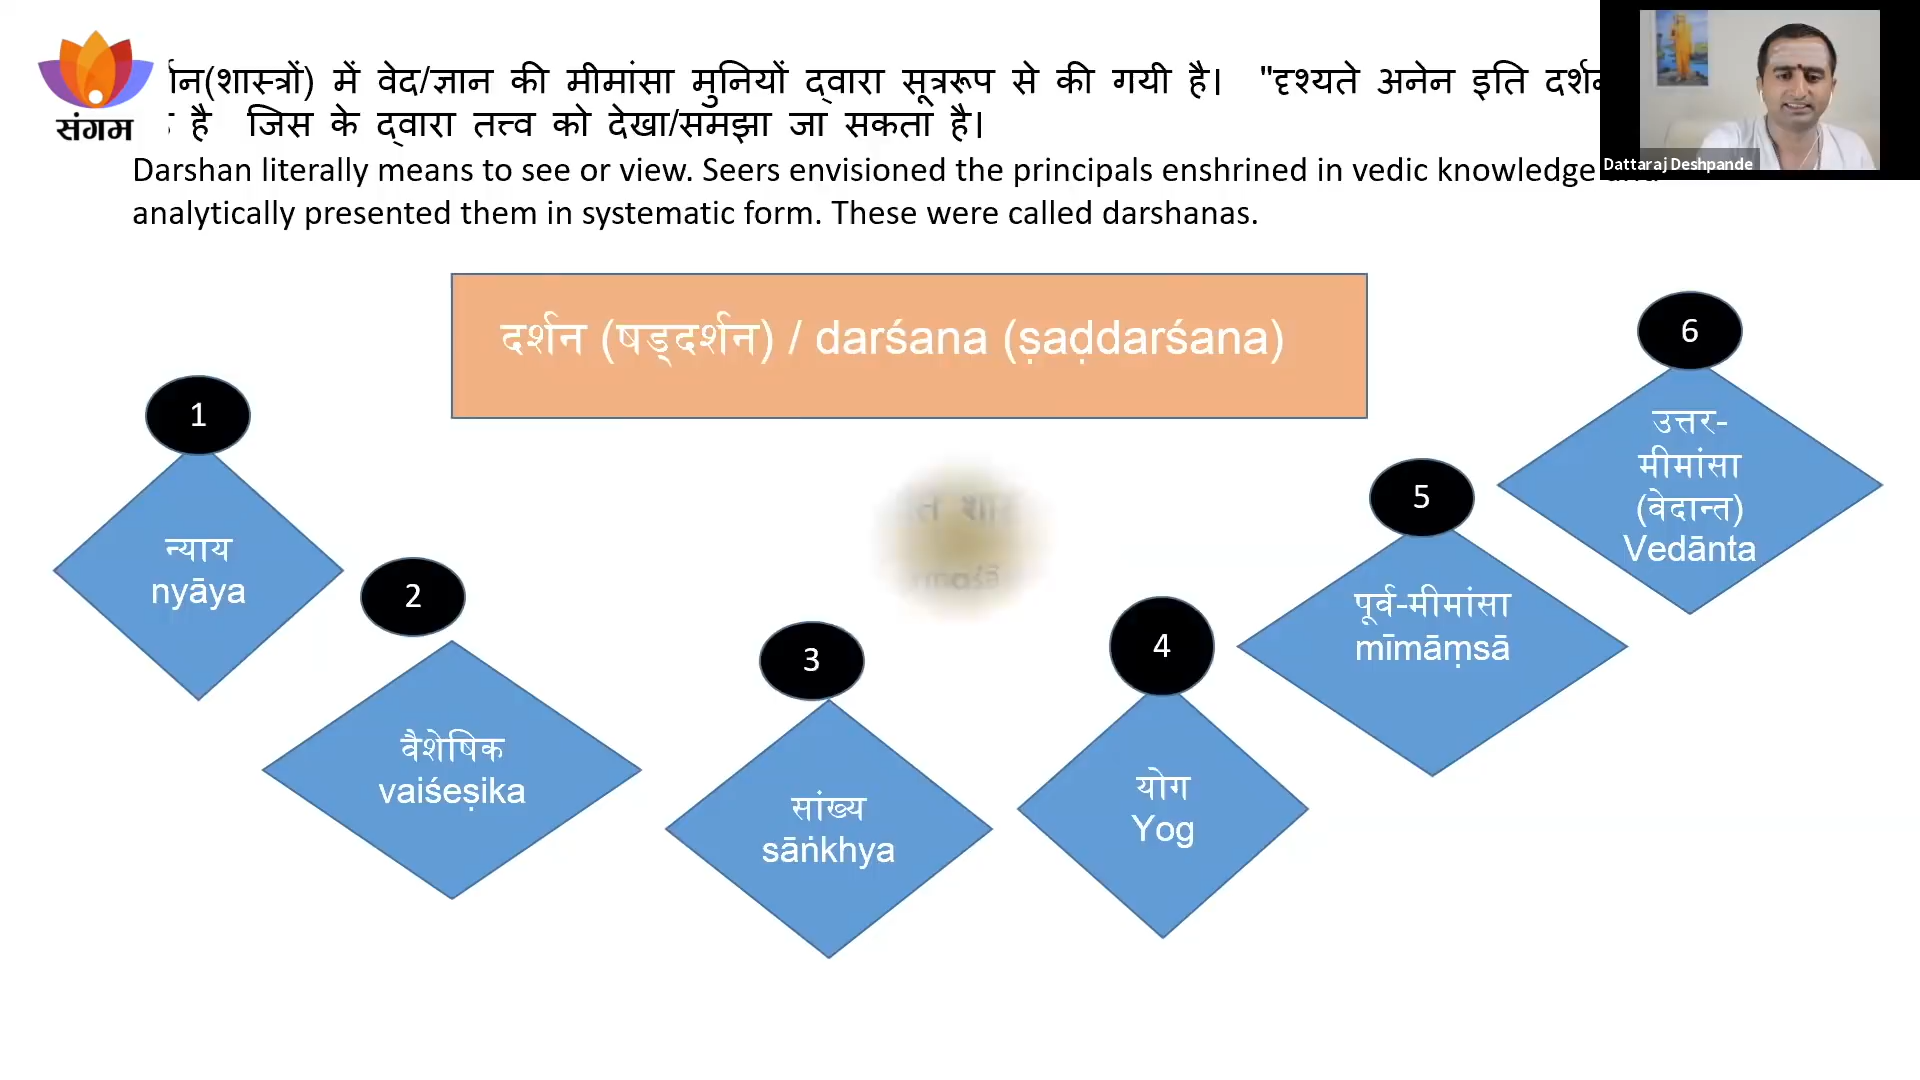 संगम
(शास्त्रों) में वेद/ज्ञान की मीमांसा मुनियों द्वारा सूत्ररूप से की गयी है। "दृश्यते अनेन इति
है जिस के द्वारा तत्त्व को देखा/समझा जा सकता है।
Darshan literally means to see or view. Seers envisioned the principals enshrined in vedic knowledge
analytically presented them in systematic form. These were called darshanas.
Dattaraj Deshpande
दर्शन (षड्दर्शन) / darśana (ṣaḍdarśana)
1
न्याय
nyāya
2
वैशेषिक
vaiśeṣika
3
सांख्य
sāṅkhya
4
योग
Yog
5
पूर्व-मीमांसा
mīmāṃsā
6
उत्तर-
मीमांसा
(वेदान्त)
Vedānta